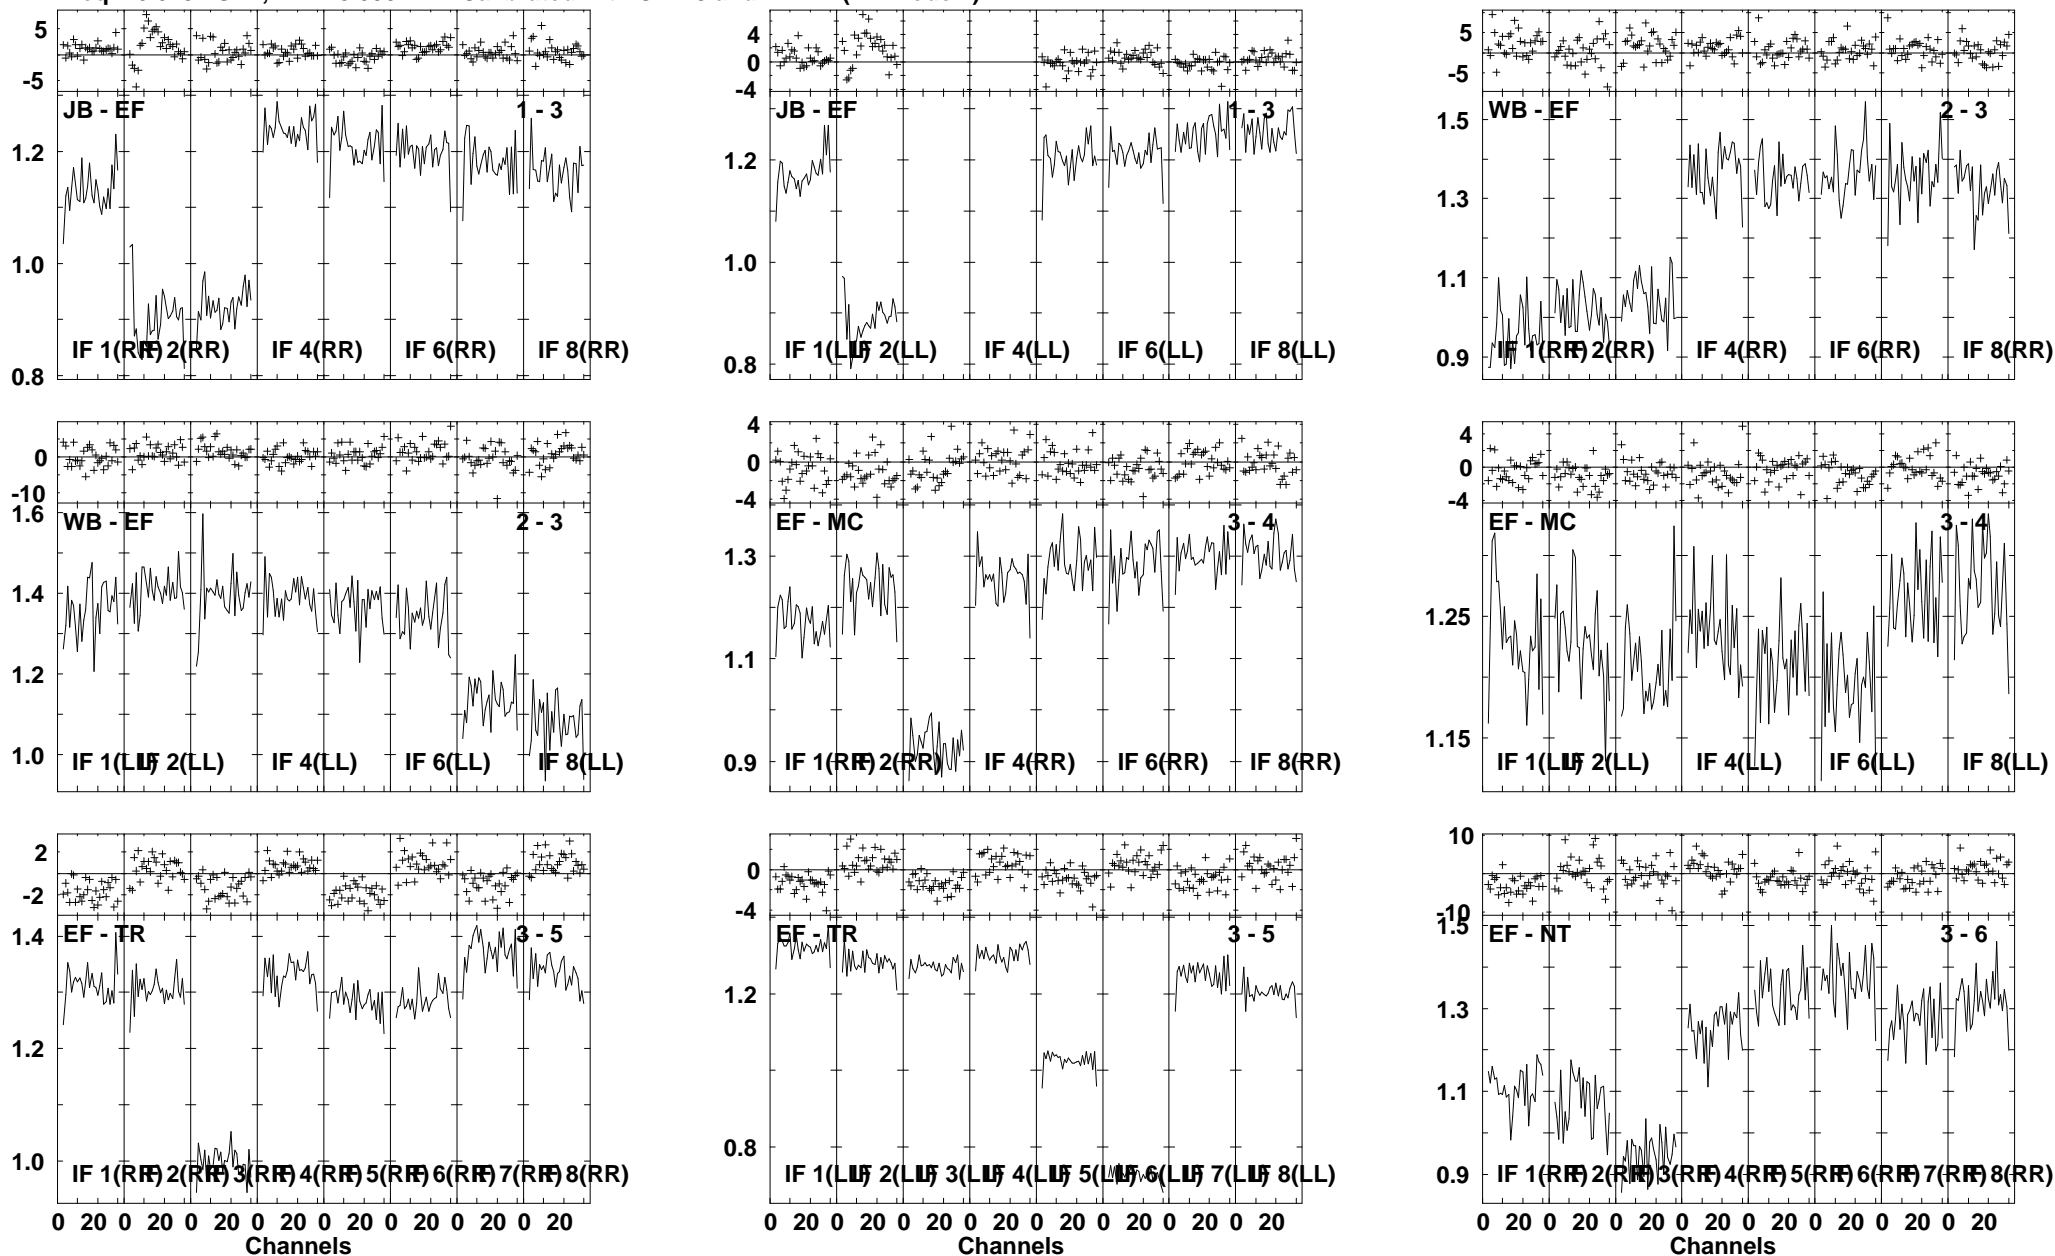 5
-5
JB - EF
1 - 3
1.2
1.0
0.8
IF 1(RR)
IF 2(RR)
IF 4(RR)
IF 6(RR)
IF 8(RR)
4
0
-4
JB - EF
1 - 3
1.2
1.0
0.8
IF 1(LL)
IF 2(LL)
IF 4(LL)
IF 6(LL)
IF 8(LL)
5
-5
WB - EF
2 - 3
1.5
1.3
1.1
0.9
IF 1(RR)
IF 2(RR)
IF 4(RR)
IF 6(RR)
IF 8(RR)
0
-10
WB - EF
2 - 3
1.6
1.4
1.2
1.0
IF 1(LL)
IF 2(LL)
IF 4(LL)
IF 6(LL)
IF 8(LL)
4
0
-4
EF - MC
3 - 4
1.3
1.1
0.9
IF 1(RR)
IF 2(RR)
IF 4(RR)
IF 6(RR)
IF 8(RR)
4
0
-4
EF - MC
3 - 4
1.25
1.15
IF 1(LL)
IF 2(LL)
IF 4(LL)
IF 6(LL)
IF 8(LL)
2
-2
EF - TR
3 - 5
1.4
1.2
1.0
IF 1(RR)
IF 2(RR)
IF 3(RR)
IF 4(RR)
IF 5(RR)
IF 6(RR)
IF 7(RR)
IF 8(RR)
0 20 0 20 0 20 0 20 0 20 0 20 0 20 0 20
Channels
0
-4
EF - TR
3 - 5
1.2
0.8
IF 1(LL)
IF 2(LL)
IF 3(LL)
IF 4(LL)
IF 5(LL)
IF 6(LL)
IF 7(LL)
IF 8(LL)
0 20 0 20 0 20 0 20 0 20 0 20 0 20 0 20
Channels
10
-10
EF - NT
3 - 6
1.5
1.3
1.1
0.9
IF 1(RR)
IF 2(RR)
IF 3(RR)
IF 4(RR)
IF 5(RR)
IF 6(RR)
IF 7(RR)
IF 8(RR)
0 20 0 20 0 20 0 20 0 20 0 20 0 20 0 20
Channels